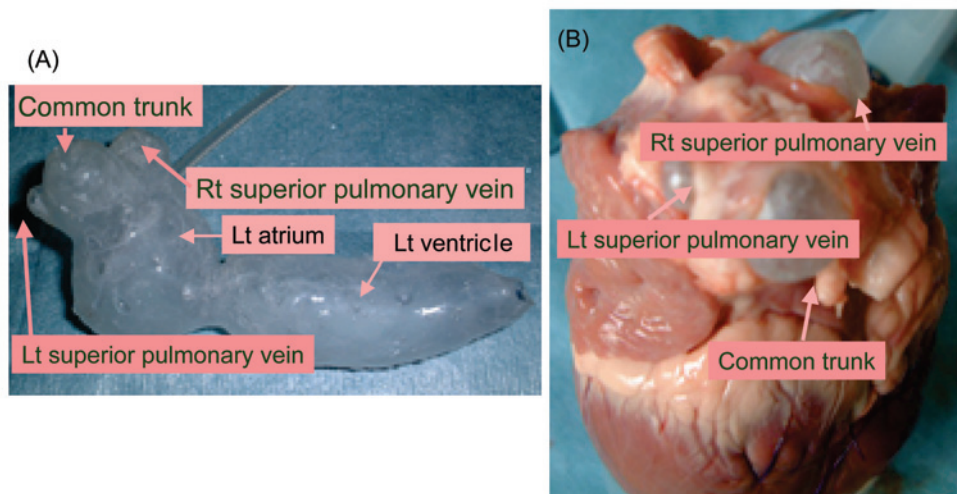 (A)
Common trunk
Rt superior pulmonary vein
Lt atrium
Lt ventricle
Lt superior pulmonary vein
(B)
Rt superior pulmonary vein
Lt superior pulmonary vein
Common trunk